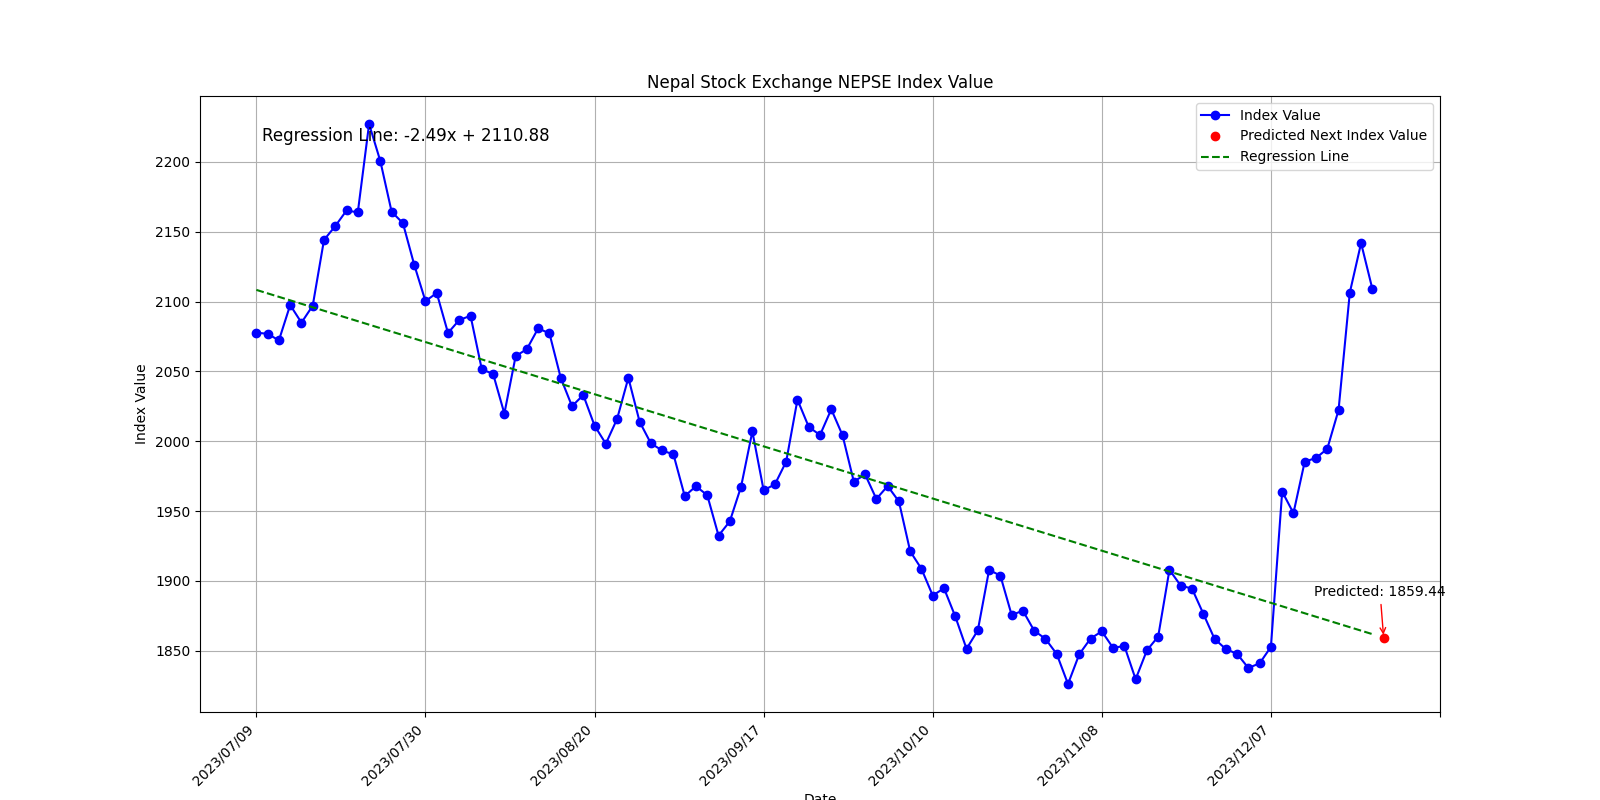 Nepal Stock Exchange NEPSE Index Value
Regression Line: -2.49x + 2110.88
Index Value
Predicted Next Index Value
Regression Line
2200
2150
2100
2050
2000
1950
1900
1850
Index Value
Predicted: 1859.44
2023/07/09
2023/07/30
2023/08/20
2023/09/17
2023/10/10
2023/11/08
2023/12/07
Date